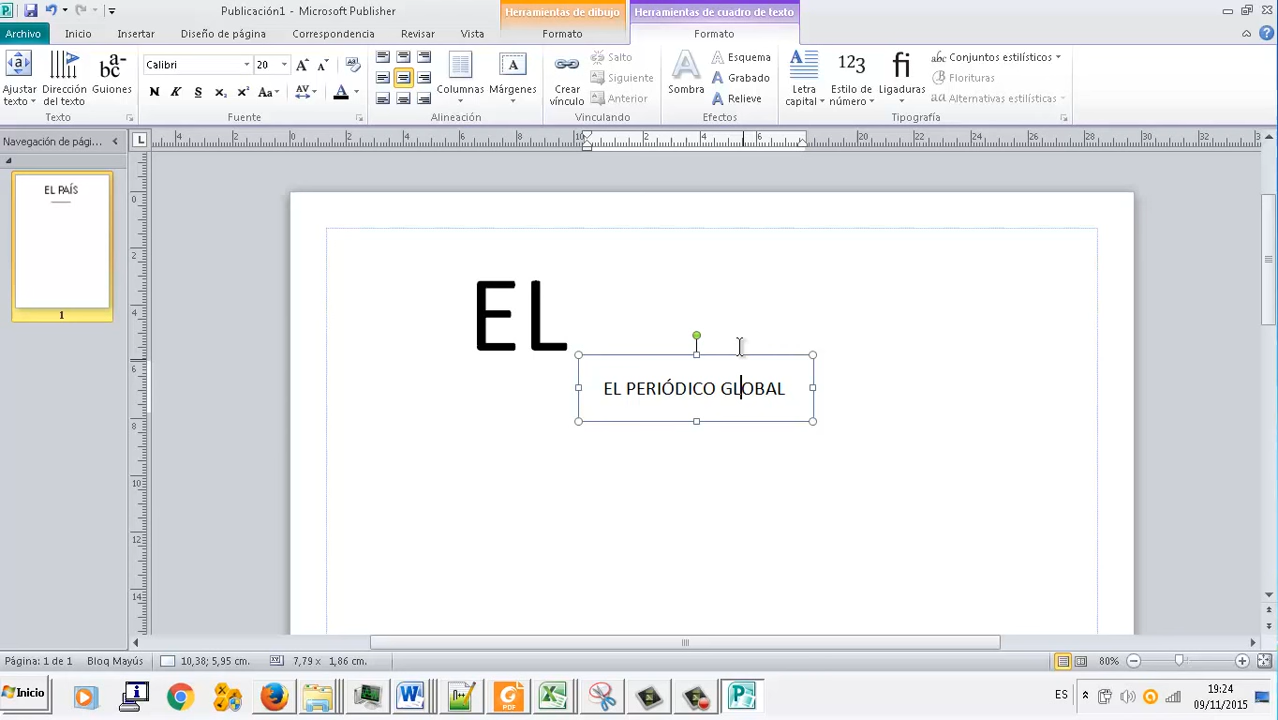 Publicación1 - Microsoft Publisher
Herramientas de dibujo
Herramientas de cuadro de texto
Archivo Inicio Insertar Diseño de página Correspondencia Revisar Vista Formato Formato
Calibri 20
Ajustar texto
Dirección del texto
Guiones
Columnas
Márgenes
Crear vínculo
Salto
Siguiente
Anterior
Sombra
Esquema
Grabado
Relieve
Letra capital
Estilo de número
Ligaduras
Conjuntos estilísticos
Florituras
Alternativas estilísticas
Texto Fuente Alineación Vinculando Efectos Tipografía
Navegación de pági...
EL PAÍS
1
EL
EL PERIÓDICO GLOBAL
Página: 1 de 1 Bloq Mayús 10,38; 5,95 cm. 7,79 x 1,86 cm. 80%
Inicio
ES
19:24
09/11/2015